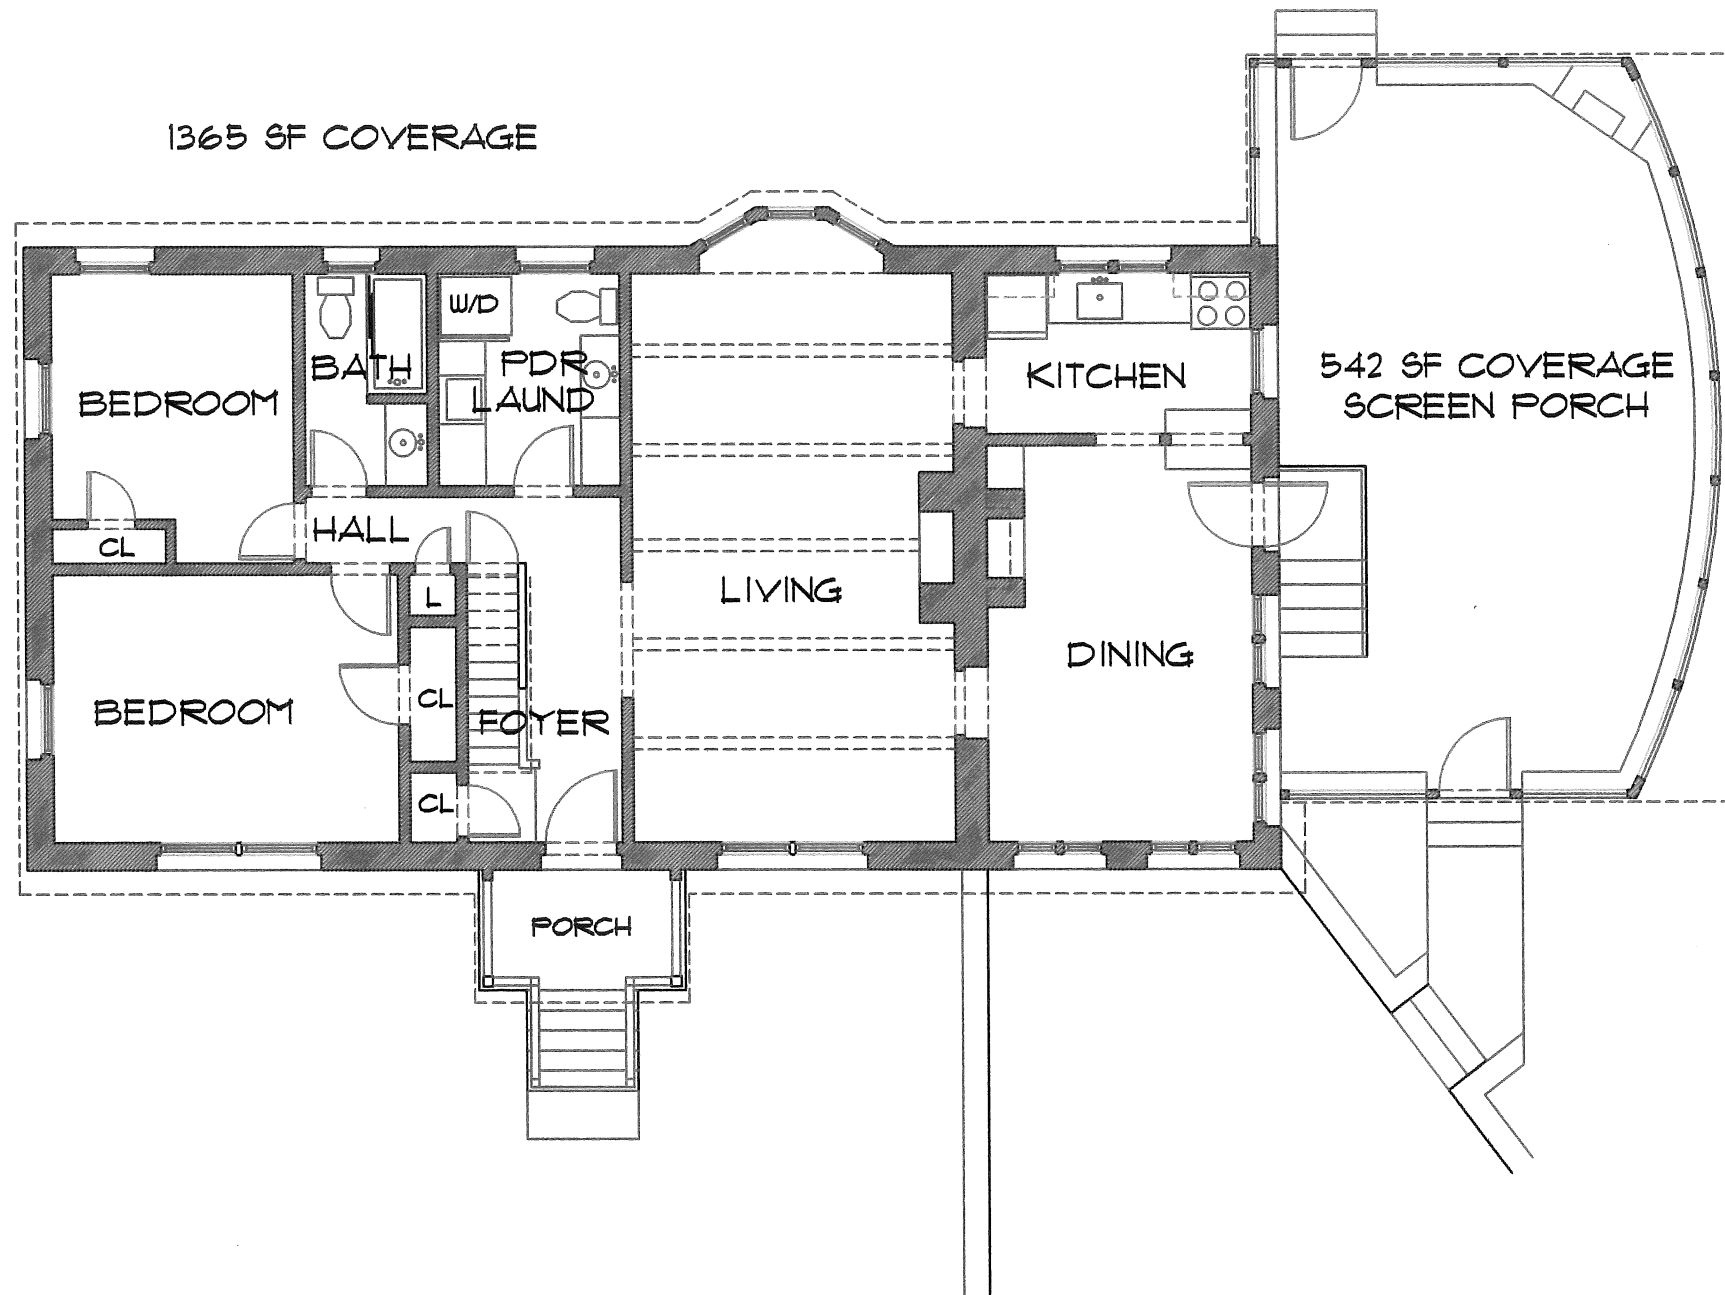 1365 SF COVERAGE
W/D
BATH
PDR
LAUND
KITCHEN
542 SF COVERAGE
SCREEN PORCH
BEDROOM
HALL
CL
L
LIVING
DINING
BEDROOM
CL
FOYER
CL
PORCH